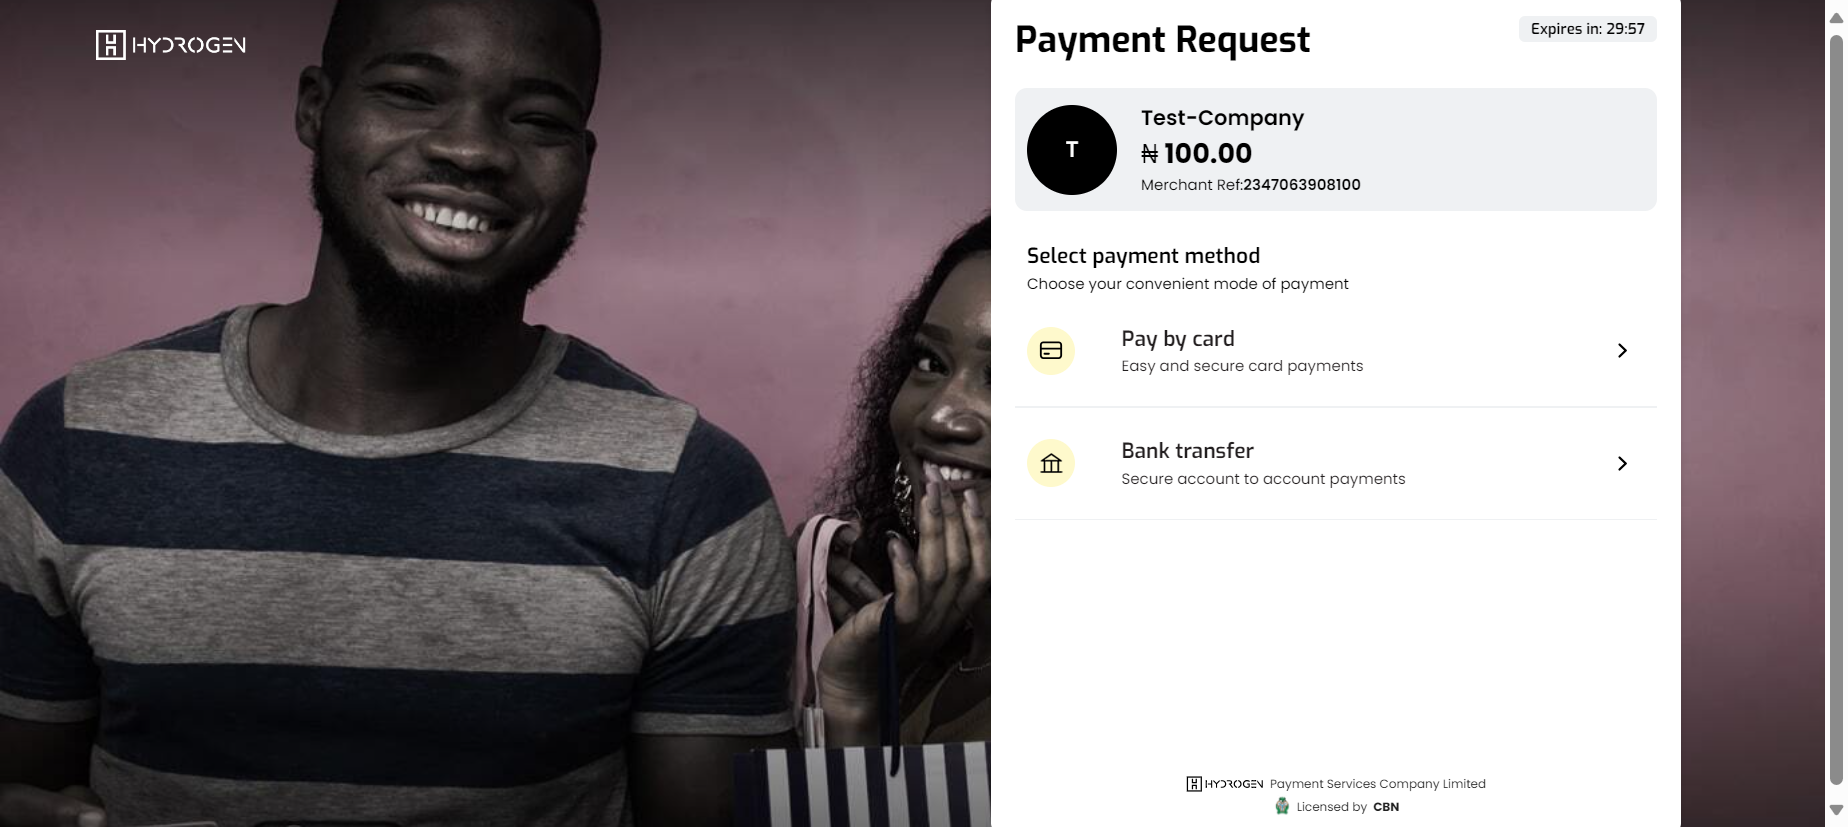 HYDROGEN
Payment Request
Expires in: 29:57
T
Test-Company
₦ 100.00
Merchant Ref:2347063908100
Select payment method
Choose your convenient mode of payment
Pay by card
Easy and secure card payments
Bank transfer
Secure account to account payments
HYDROGEN Payment Services Company Limited
Licensed by CBN